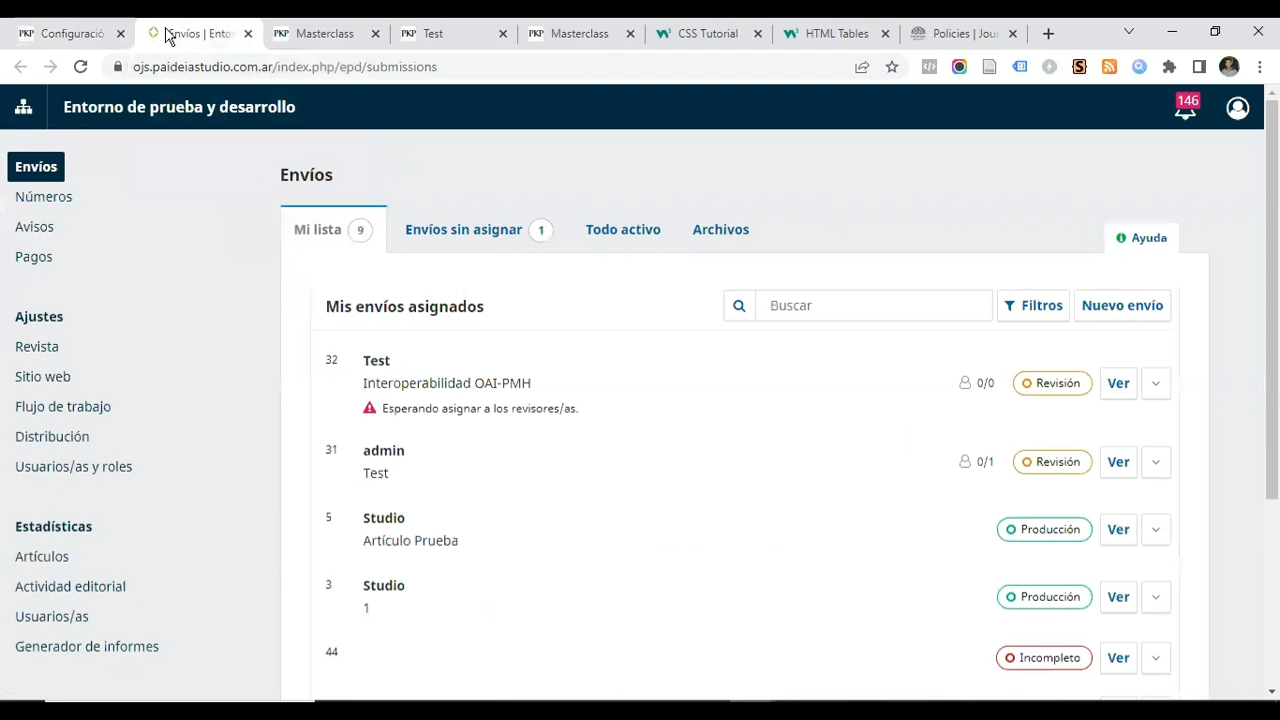 Configuració
Envíos | Ento
Masterclass
Test
Masterclass
CSS Tutorial
HTML Tables
Policies | Jou
ojs.paideiastudio.com.ar/index.php/epd/submissions
Entorno de prueba y desarrollo
146
Envíos
Números
Avisos
Pagos
Ajustes
Revista
Sitio web
Flujo de trabajo
Distribución
Usuarios/as y roles
Estadísticas
Artículos
Actividad editorial
Usuarios/as
Generador de informes
Envíos
Mi lista 9
Envíos sin asignar 1
Todo activo
Archivos
Ayuda
Mis envíos asignados
Buscar
Filtros
Nuevo envío
32 Test 0/0 Revisión Ver
Interoperabilidad OAI-PMH
Esperando asignar a los revisores/as.
31 admin 0/1 Revisión Ver
Test
5 Studio Producción Ver
Artículo Prueba
3 Studio Producción Ver
1
44 Incompleto Ver